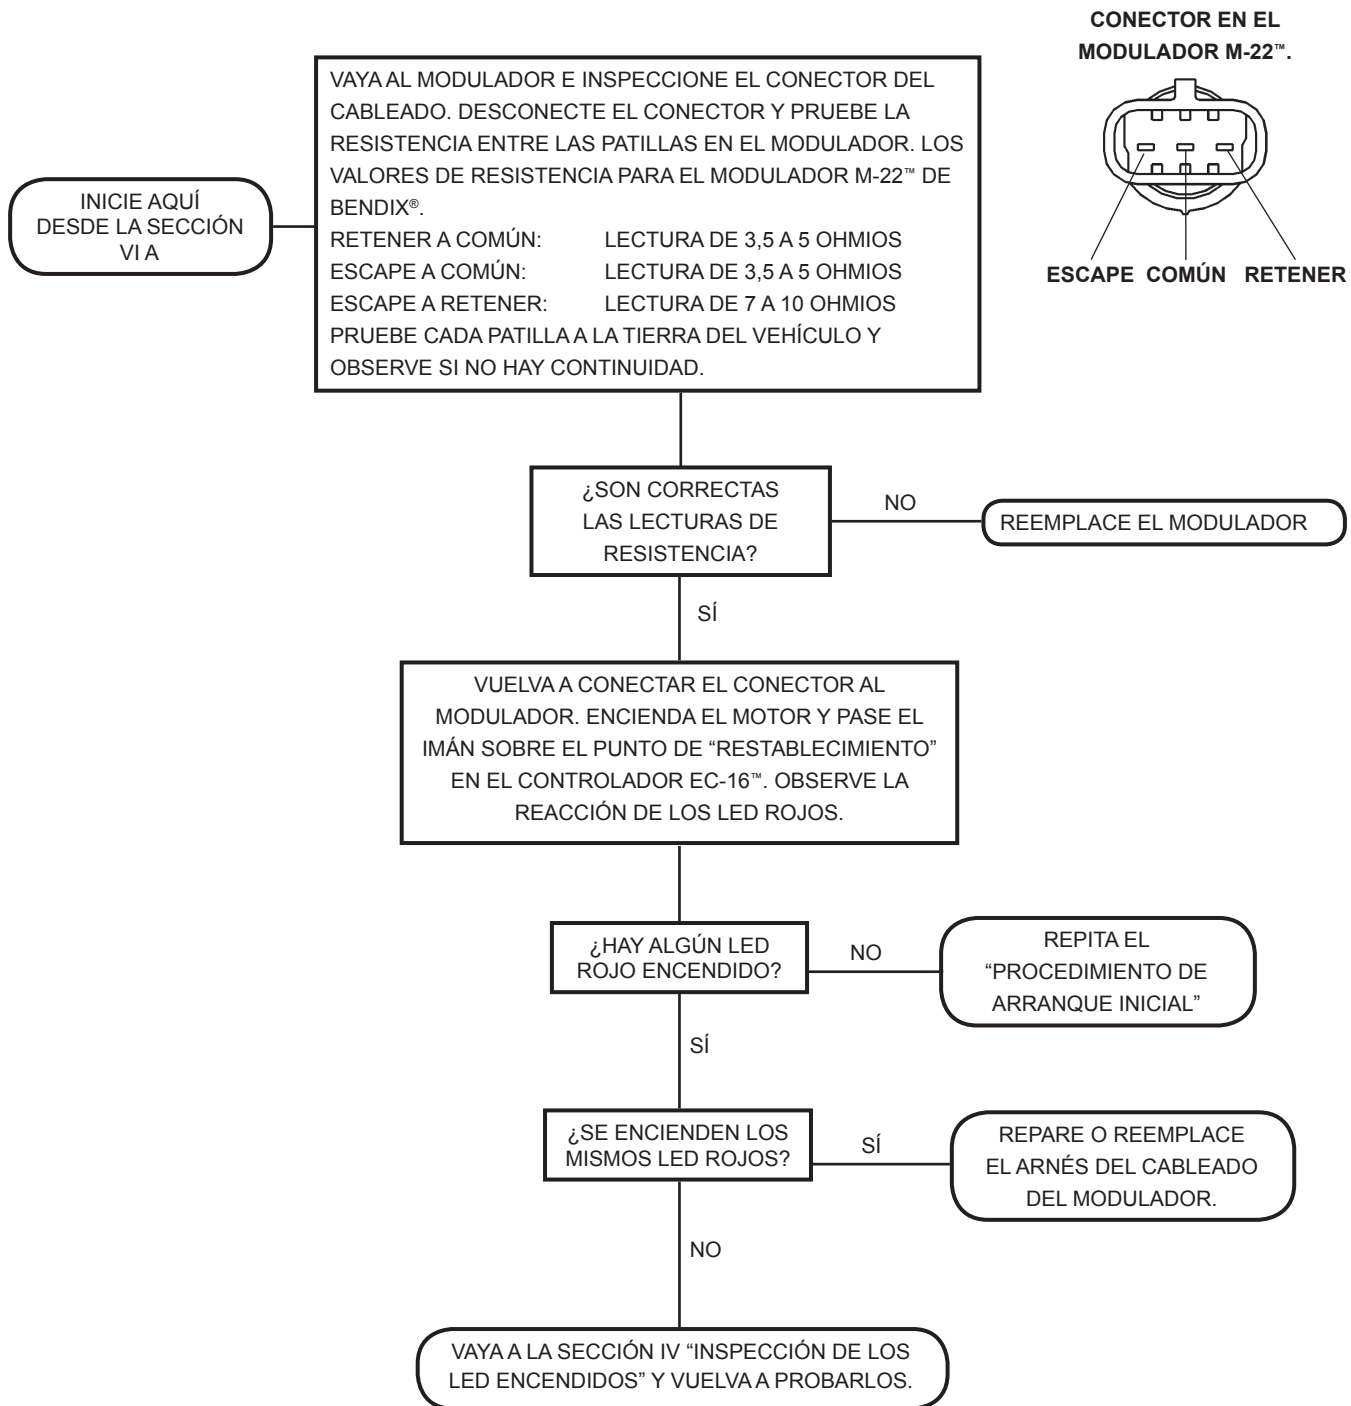 CONECTOR EN EL
MODULADOR M-22™.
ESCAPE COMÚN RETENER
INICIE AQUÍ
DESDE LA SECCIÓN
VI A
VAYA AL MODULADOR E INSPECCIONE EL CONECTOR DEL
CABLEADO. DESCONECTE EL CONECTOR Y PRUEBE LA
RESISTENCIA ENTRE LAS PATILLAS EN EL MODULADOR. LOS
VALORES DE RESISTENCIA PARA EL MODULADOR M-22™ DE
BENDIX®.
RETENER A COMÚN: LECTURA DE 3,5 A 5 OHMIOS
ESCAPE A COMÚN: LECTURA DE 3,5 A 5 OHMIOS
ESCAPE A RETENER: LECTURA DE 7 A 10 OHMIOS
PRUEBE CADA PATILLA A LA TIERRA DEL VEHÍCULO Y
OBSERVE SI NO HAY CONTINUIDAD.
¿SON CORRECTAS
LAS LECTURAS DE
RESISTENCIA?
NO
REEMPLACE EL MODULADOR
SÍ
VUELVA A CONECTAR EL CONECTOR AL
MODULADOR. ENCIENDA EL MOTOR Y PASE EL
IMÁN SOBRE EL PUNTO DE “RESTABLECIMIENTO”
EN EL CONTROLADOR EC-16™. OBSERVE LA
REACCIÓN DE LOS LED ROJOS.
¿HAY ALGÚN LED
ROJO ENCENDIDO?
NO
REPITA EL
“PROCEDIMIENTO DE
ARRANQUE INICIAL”
SÍ
¿SE ENCIENDEN LOS
MISMOS LED ROJOS?
SÍ
REPARE O REEMPLACE
EL ARNÉS DEL CABLEADO
DEL MODULADOR.
NO
VAYA A LA SECCIÓN IV “INSPECCIÓN DE LOS
LED ENCENDIDOS” Y VUELVA A PROBARLOS.